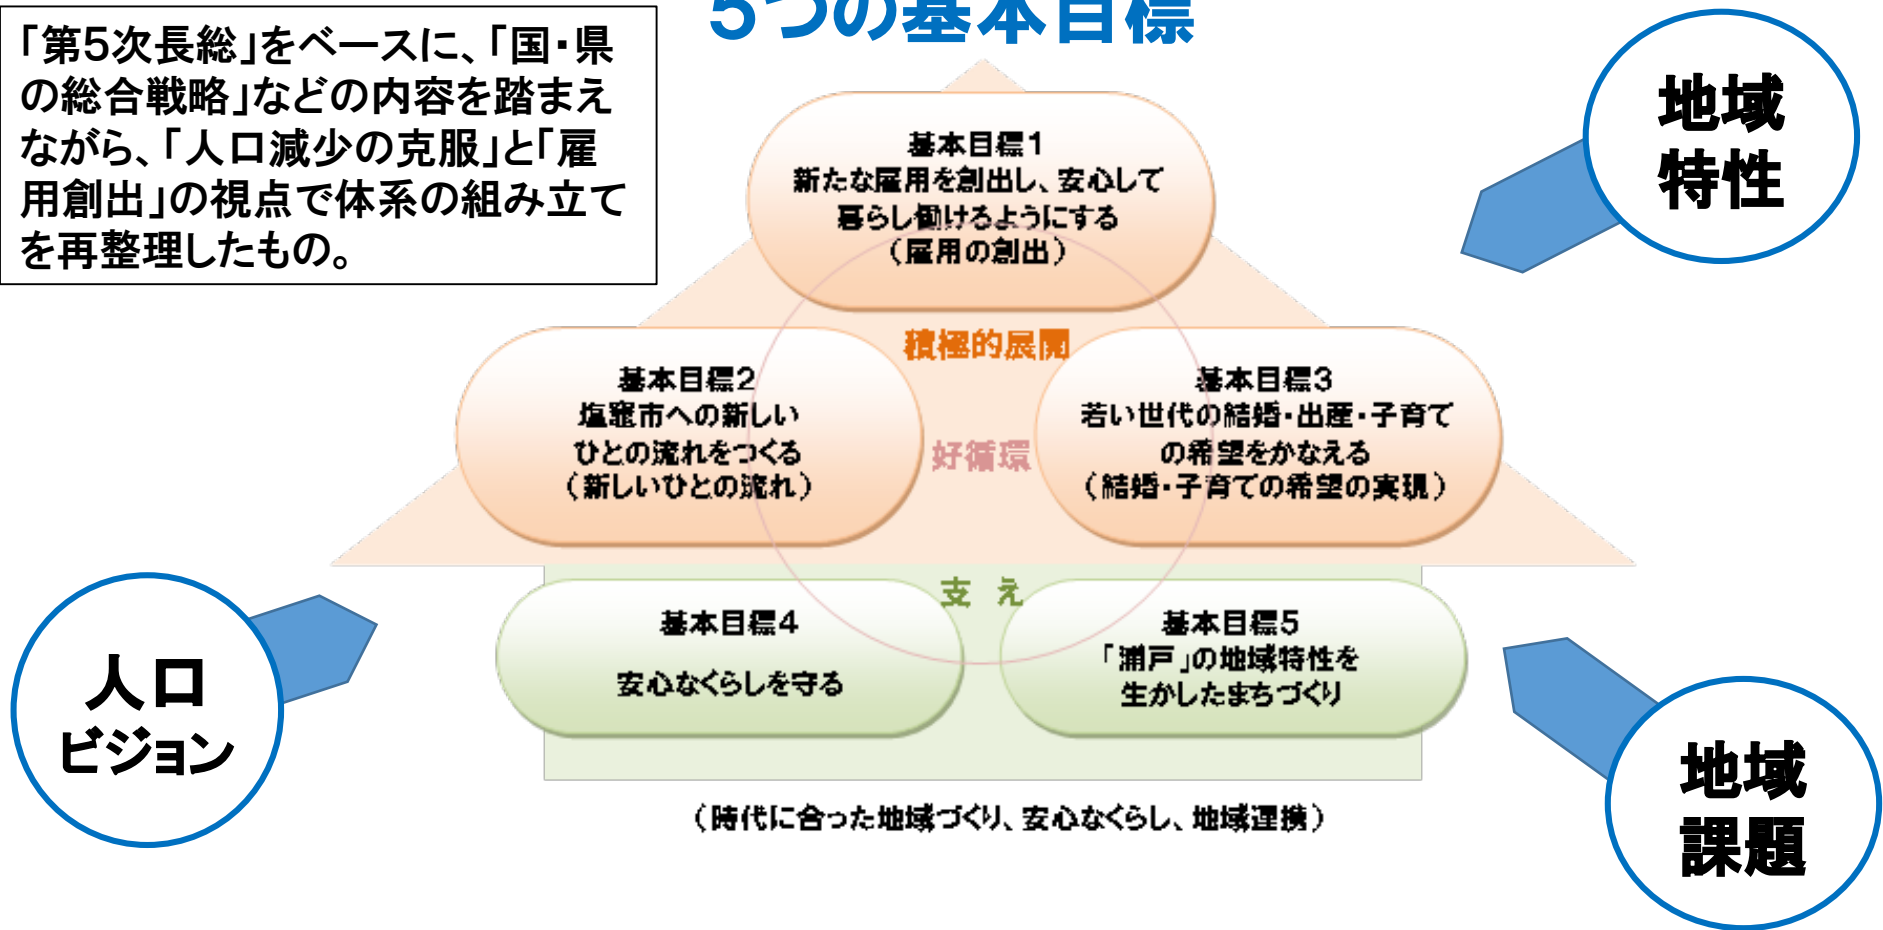 5つの基本目標
「第5次長総」をベースに、「国・県
の総合戦略」などの内容を踏まえ
ながら、「人口減少の克服」と「雇
用創出」の視点で体系の組み立て
を再整理したもの。
地域
特性
基本目標1
新たな雇用を創出し、安心して
暮らし働けるようにする
（雇用の創出）
積極的展開
基本目標2
塩竈市への新しい
ひとの流れをつくる
（新しいひとの流れ）
好循環
基本目標3
若い世代の結婚・出産・子育て
の希望をかなえる
（結婚・子育ての希望の実現）
支 え
基本目標4
安心なくらしを守る
基本目標5
「浦戸」の地域特性を
生かしたまちづくり
人口
ビジョン
地域
課題
（時代に合った地域づくり、安心なくらし、地域連携）